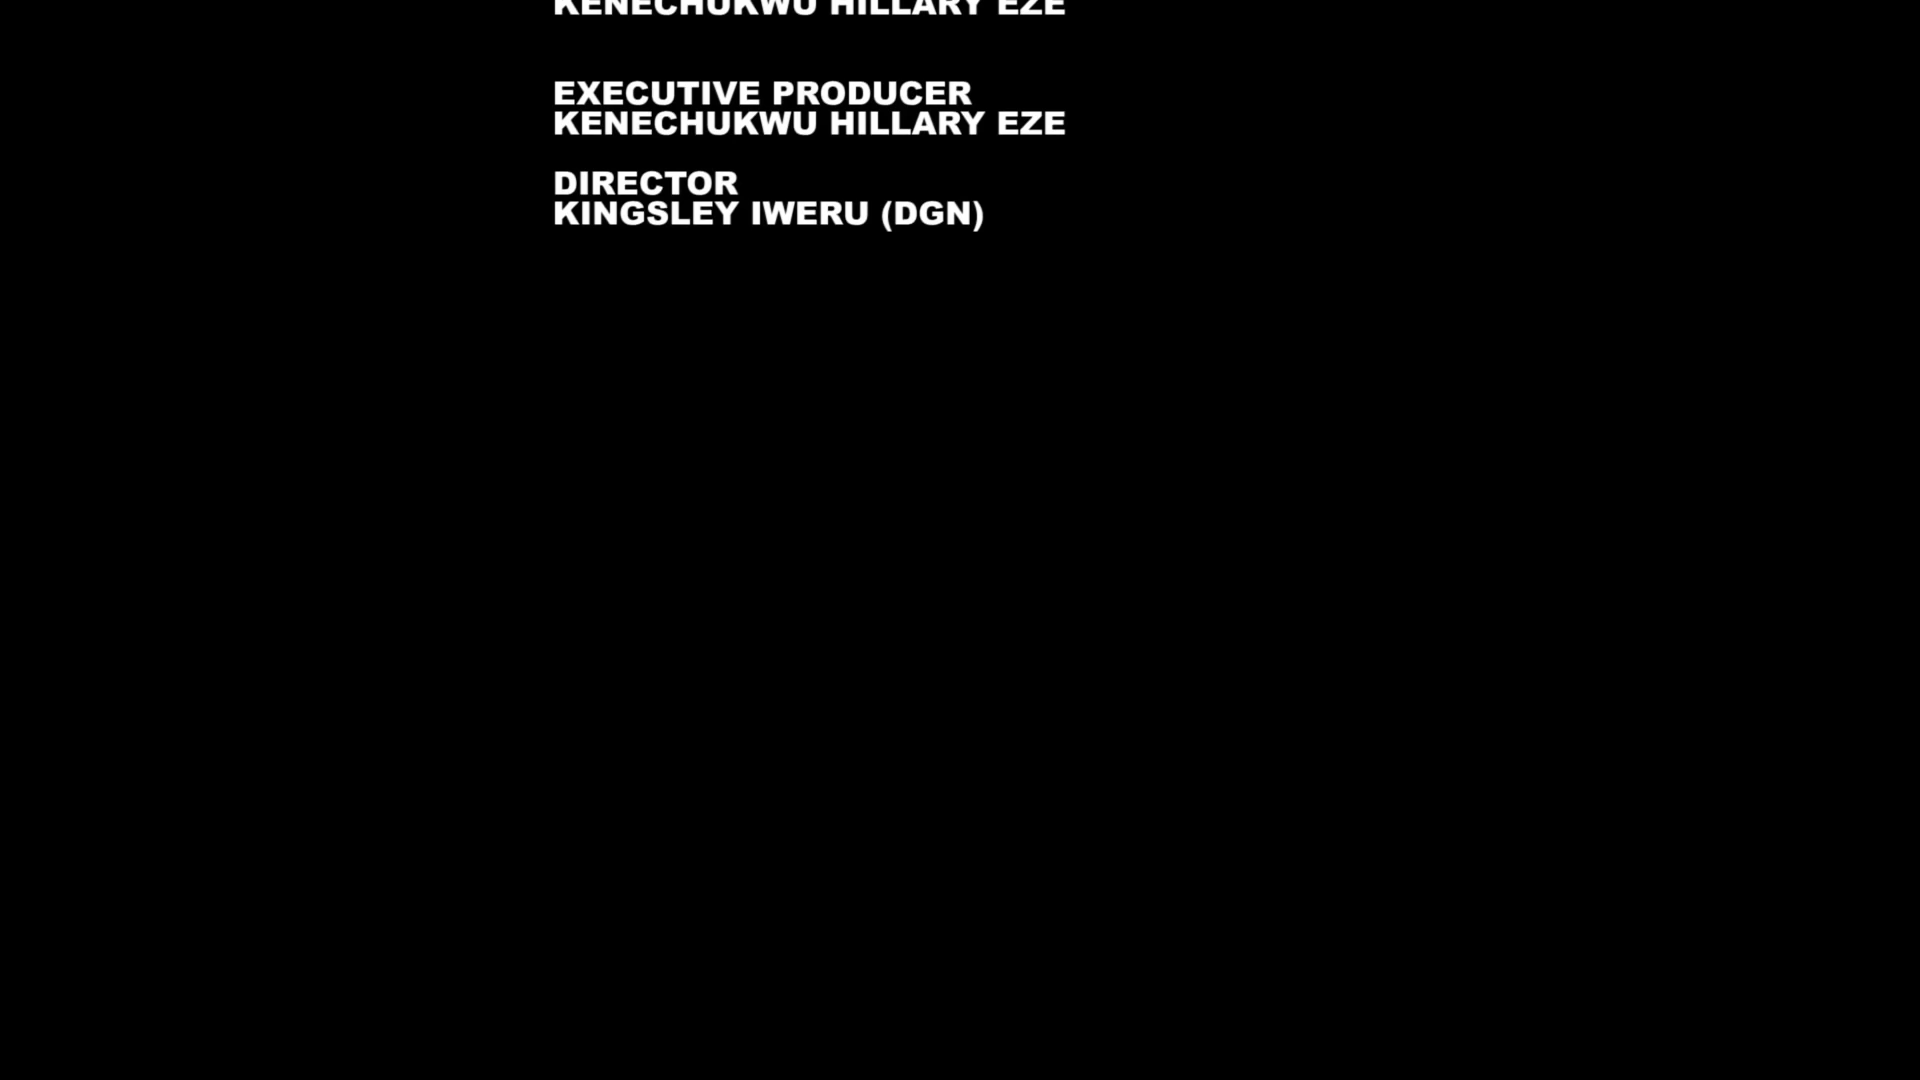 KENECHUKWU HILLARY EZE
EXECUTIVE PRODUCER
KENECHUKWU HILLARY EZE
DIRECTOR
KINGSLEY IWERU (DGN)